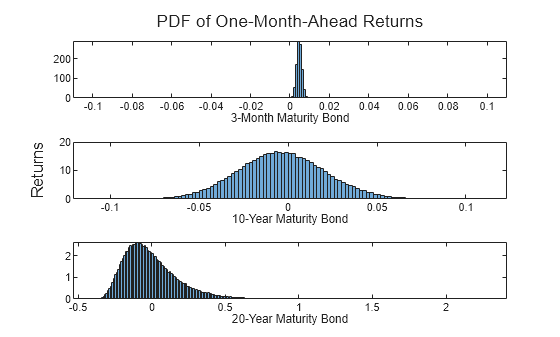 PDF of One-Month-Ahead Returns
200
100
0
-0.1 -0.08 -0.06 -0.04 -0.02 0 0.02 0.04 0.06 0.08 0.1
3-Month Maturity Bond
Returns
20
10
0
-0.1 -0.05 0 0.05 0.1
10-Year Maturity Bond
2
1
0
-0.5 0 0.5 1 1.5 2
20-Year Maturity Bond